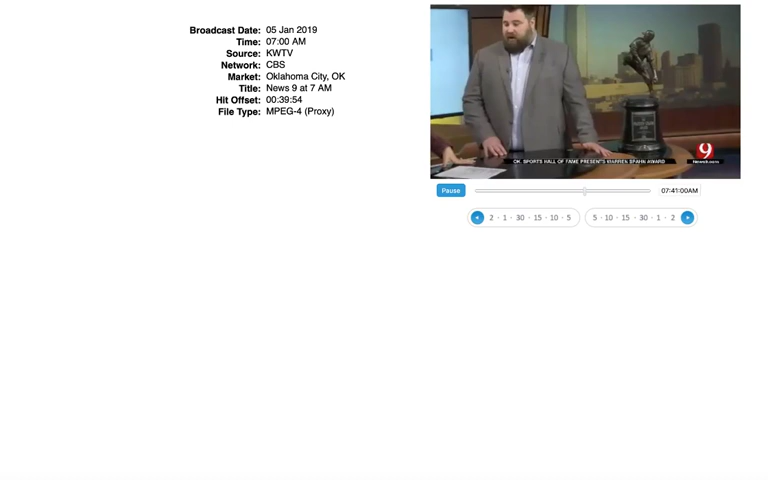 Broadcast Date: 05 Jan 2019
Time: 07:00 AM
Source: KWTV
Network: CBS
Market: Oklahoma City, OK
Title: News 9 at 7 AM
Hit Offset: 00:39:54
File Type: MPEG-4 (Proxy)
OK. SPORTS HALL OF FAME PRESENTS WARREN SPAHN AWARD
9
News9.com
Pause
07:41:00AM
2 · 1 · 30 · 15 · 10 · 5
5 · 10 · 15 · 30 · 1 · 2